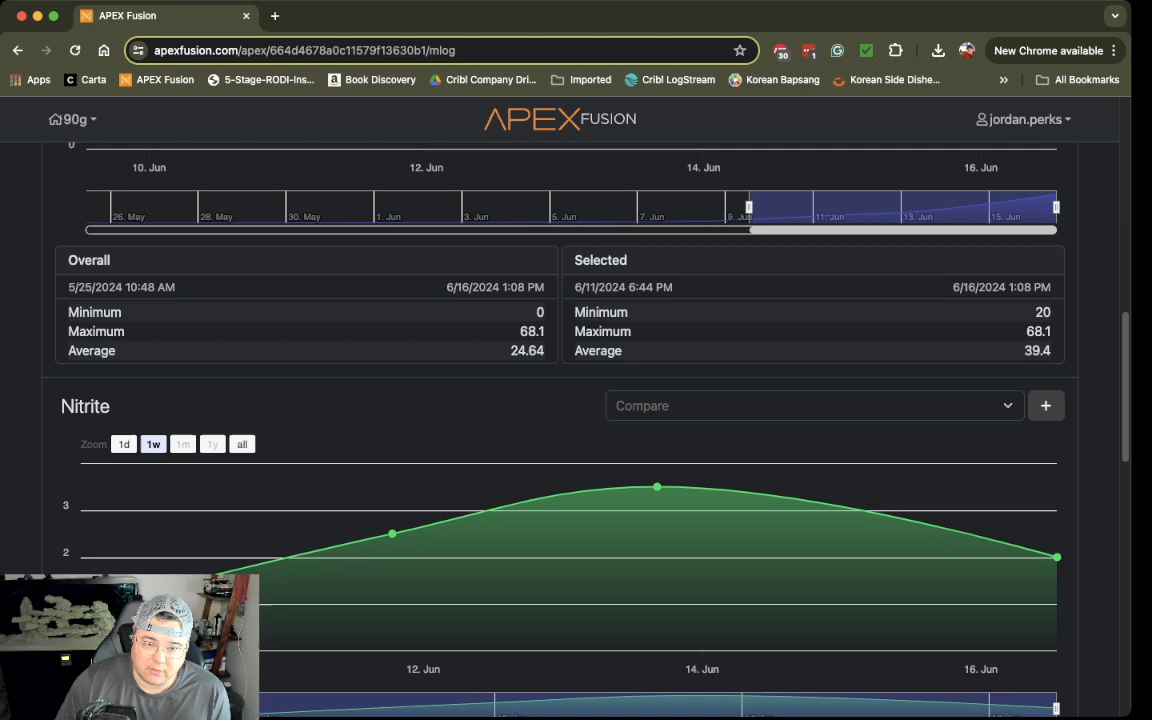 APEX Fusion
apexfusion.com/apex/664d4678a0c11579f13630b1/mlog
30
1
New Chrome available
Apps
Carta
APEX Fusion
5-Stage-RODI-Ins...
Book Discovery
Cribl Company Dri...
Imported
Cribl LogStream
Korean Bapsang
Korean Side Dishe...
»
All Bookmarks
90g
APEX FUSION
jordan.perks
0
10. Jun 12. Jun 14. Jun 16. Jun
26. May 28. May 30. May 1. Jun 3. Jun 5. Jun 7. Jun 9. Jun 11. Jun 13. Jun 15. Jun
Overall
5/25/2024 10:48 AM 6/16/2024 1:08 PM
Minimum 0
Maximum 68.1
Average 24.64
Selected
6/11/2024 6:44 PM 6/16/2024 1:08 PM
Minimum 20
Maximum 68.1
Average 39.4
Nitrite
Compare
+
Zoom 1d 1w 1m 1y all
3
2
12. Jun 14. Jun 16. Jun